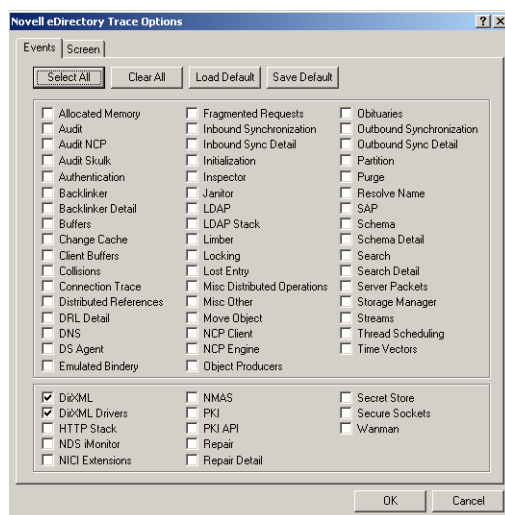 Novell eDirectory Trace Options
Events Screen
Select All Clear All Load Default Save Default
Allocated Memory Fragmented Requests Obituaries
Audit Inbound Synchronization Outbound Synchronization
Audit NCP Inbound Sync Detail Outbound Sync Detail
Audit Skulk Initialization Partition
Authentication Inspector Purge
Backlinker Janitor Resolve Name
Backlinker Detail LDAP SAP
Buffers LDAP Stack Schema
Change Cache Limber Schema Detail
Client Buffers Locking Search
Collisions Lost Entry Search Detail
Connection Trace Misc Distributed Operations Server Packets
Distributed References Misc Other Storage Manager
DRL Detail Move Object Streams
DNS NCP Client Thread Scheduling
DS Agent NCP Engine Time Vectors
Emulated Bindery Object Producers
DirXML NMAS Secret Store
DirXML Drivers PKI Secure Sockets
HTTP Stack PKI API Wanman
NDS iMonitor Repair
NICI Extensions Repair Detail
OK Cancel